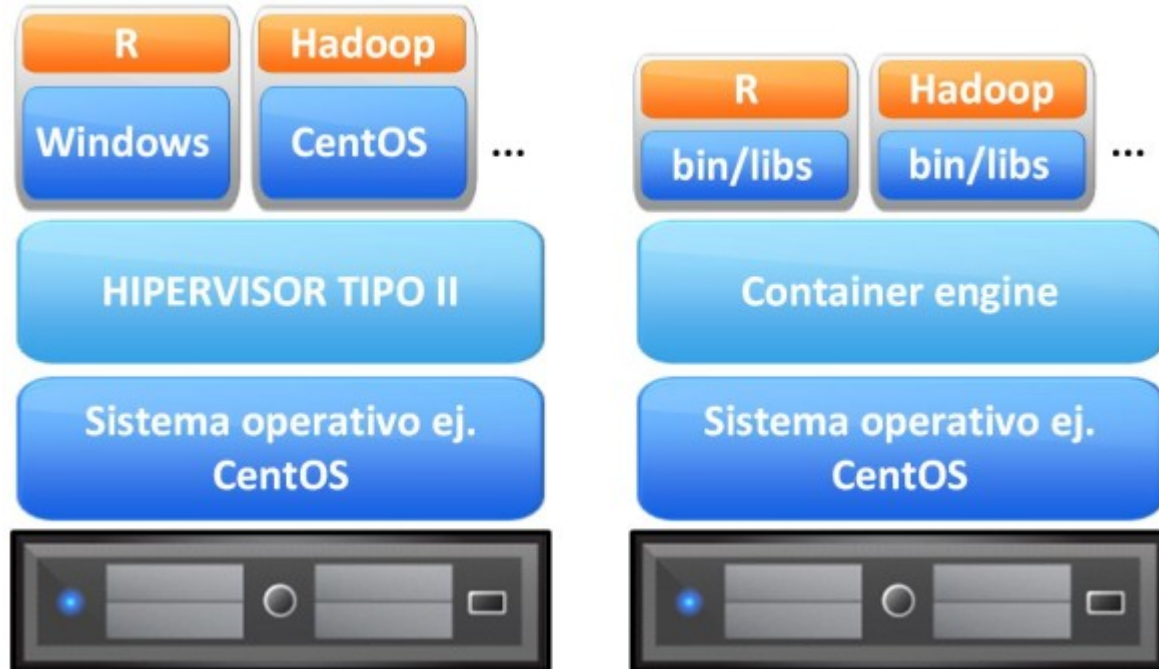 R
Hadoop
Windows
CentOS
...
HIPERVISOR TIPO II
Sistema operativo ej.
CentOS
R
Hadoop
bin/libs
bin/libs
...
Container engine
Sistema operativo ej.
CentOS